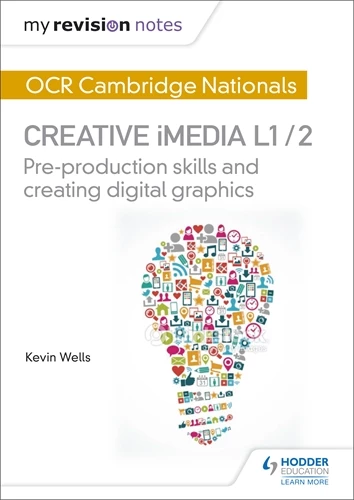 my revision notes
OCR Cambridge Nationals
CREATIVE iMEDIA L1/2
Pre-production skills and
creating digital graphics
Kevin Wells
HODDER
EDUCATION
LEARN MORE